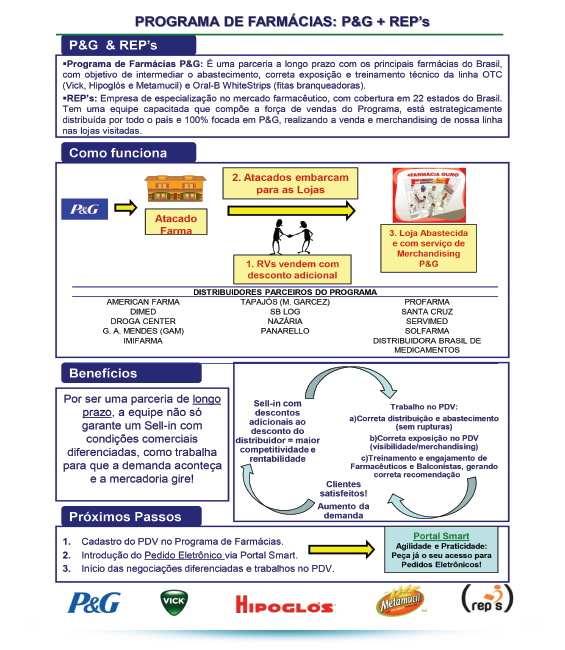 PROGRAMA DE FARMÁCIAS: P&G + REP's
P&G & REP's
▪Programa de Farmácias P&G: É uma parceria a longo prazo com os principais farmácias do Brasil,
com objetivo de intermediar o abastecimento, correta exposição e treinamento técnico da linha OTC
(Vick, Hipoglós e Metamucil) e Oral-B WhiteStrips (fitas branqueadoras).
▪REP's: Empresa de especialização no mercado farmacêutico, com cobertura em 22 estados do Brasil.
Tem uma equipe capacitada que compõe a força de vendas do Programa, está estrategicamente
distribuída por todo o país e 100% focada em P&G, realizando a venda e merchandising de nossa linha
nas lojas visitadas.
Como funciona
P&G
Atacado
Farma
2. Atacados embarcam
para as Lojas
1. RVs vendem com
desconto adicional
FARMÁCIA OURO
3. Loja Abastecida
e com serviço de
Merchandising
P&G
DISTRIBUIDORES PARCEIROS DO PROGRAMA
AMERICAN FARMA
DIMED
DROGA CENTER
G. A. MENDES (GAM)
IMIFARMA
TAPAJÓS (M. GARCEZ)
SB LOG
NAZÁRIA
PANARELLO
PROFARMA
SANTA CRUZ
SERVIMED
SOLFARMA
DISTRIBUIDORA BRASIL DE
MEDICAMENTOS
Benefícios
Por ser uma parceria de longo
prazo, a equipe não só
garante um Sell-in com
condições comerciais
diferenciadas, como trabalha
para que a demanda aconteça
e a mercadoria gire!
Sell-in com
descontos
adicionais ao
desconto do
distribuidor = maior
competitividade e
rentabilidade
Trabalho no PDV:
a)Correta distribuição e abastecimento
(sem rupturas)
b)Correta exposição no PDV
(visibilidade/merchandising)
c)Treinamento e engajamento de
Farmacêuticos e Balconistas, gerando
correta recomendação
Clientes
satisfeitos!
Aumento da
demanda
Próximos Passos
1. Cadastro do PDV no Programa de Farmácias.
2. Introdução do Pedido Eletrônico via Portal Smart.
3. Início das negociações diferenciadas e trabalhos no PDV.
Portal Smart
Agilidade e Praticidade:
Peça já o seu acesso para
Pedidos Eletrônicos!
P&G
VICK
HIPOGLÓS
Metamucil
(rep's)